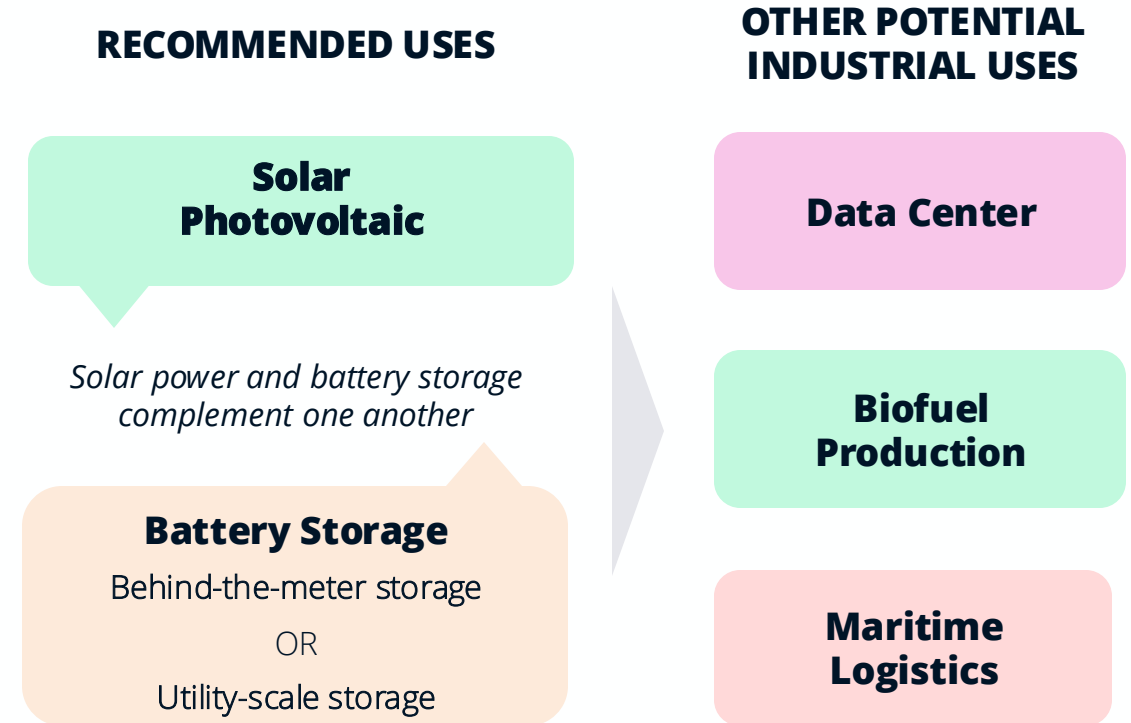 RECOMMENDED USES
Solar
Photovoltaic
Solar power and battery storage
complement one another
Battery Storage
Behind-the-meter storage
OR
Utility-scale storage
OTHER POTENTIAL
INDUSTRIAL USES
Data Center
Biofuel
Production
Maritime
Logistics